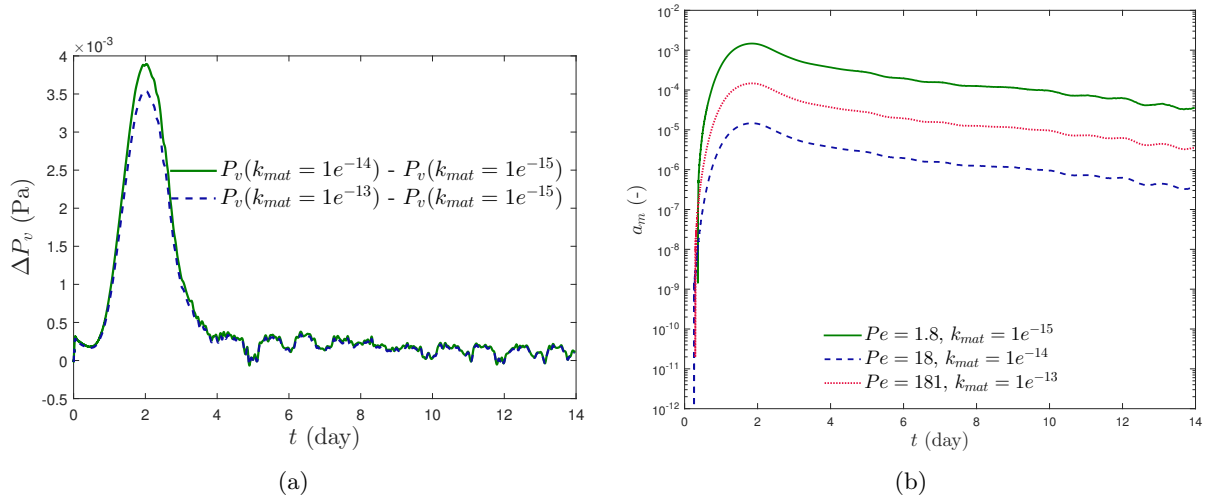 ×10^-3
4
3.5
3
2.5
2
1.5
1
0.5
0
-0.5
ΔP_v (Pa)
P_v(k_mat = 1e^-14) - P_v(k_mat = 1e^-15)
P_v(k_mat = 1e^-13) - P_v(k_mat = 1e^-15)
0 2 4 6 8 10 12 14
t (day)
(a)
10^-2
10^-3
10^-4
10^-5
10^-6
10^-7
10^-8
10^-9
10^-10
10^-11
10^-12
a_m (-)
Pe = 1.8, k_mat = 1e^-15
Pe = 18, k_mat = 1e^-14
Pe = 181, k_mat = 1e^-13
0 2 4 6 8 10 12 14
t (day)
(b)